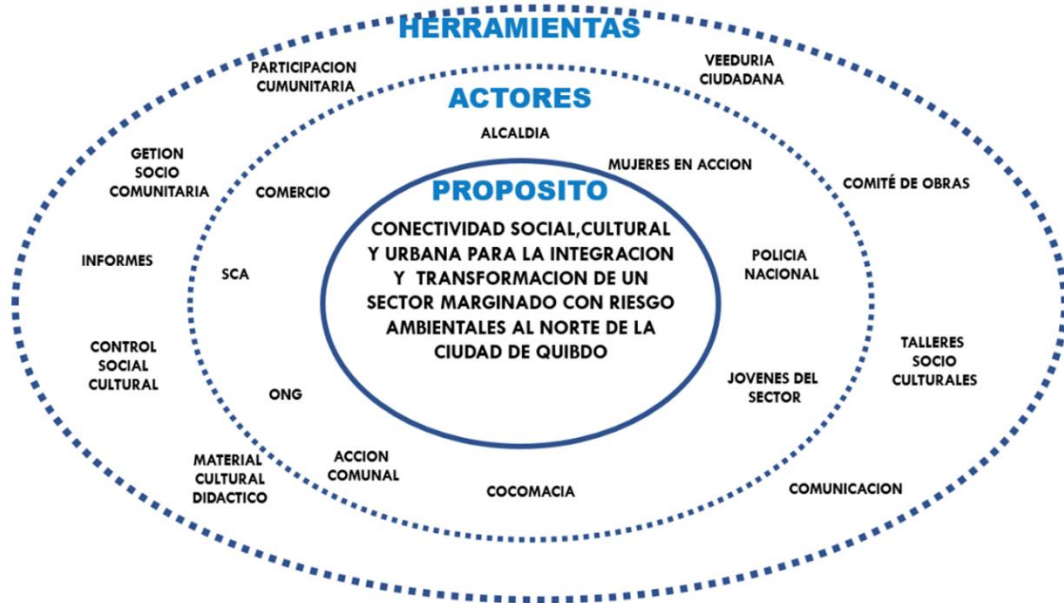 HERRAMIENTAS
PARTICIPACION
CUMUNITARIA
VEEDURIA
CIUDADANA
ACTORES
ALCALDIA
GETION
SOCIO
COMUNITARIA
COMERCIO
MUJERES EN ACCION
COMITÉ DE OBRAS
PROPOSITO
CONECTIVIDAD SOCIAL,CULTURAL
Y URBANA PARA LA INTEGRACION
Y TRANSFORMACION DE UN
SECTOR MARGINADO CON RIESGO
AMBIENTALES AL NORTE DE LA
CIUDAD DE QUIBDO
INFORMES
SCA
POLICIA
NACIONAL
CONTROL
SOCIAL
CULTURAL
TALLERES
SOCIO
CULTURALES
ONG
JOVENES DEL
SECTOR
MATERIAL
CULTURAL
DIDACTICO
ACCION
COMUNAL
COCOMACIA
COMUNICACION